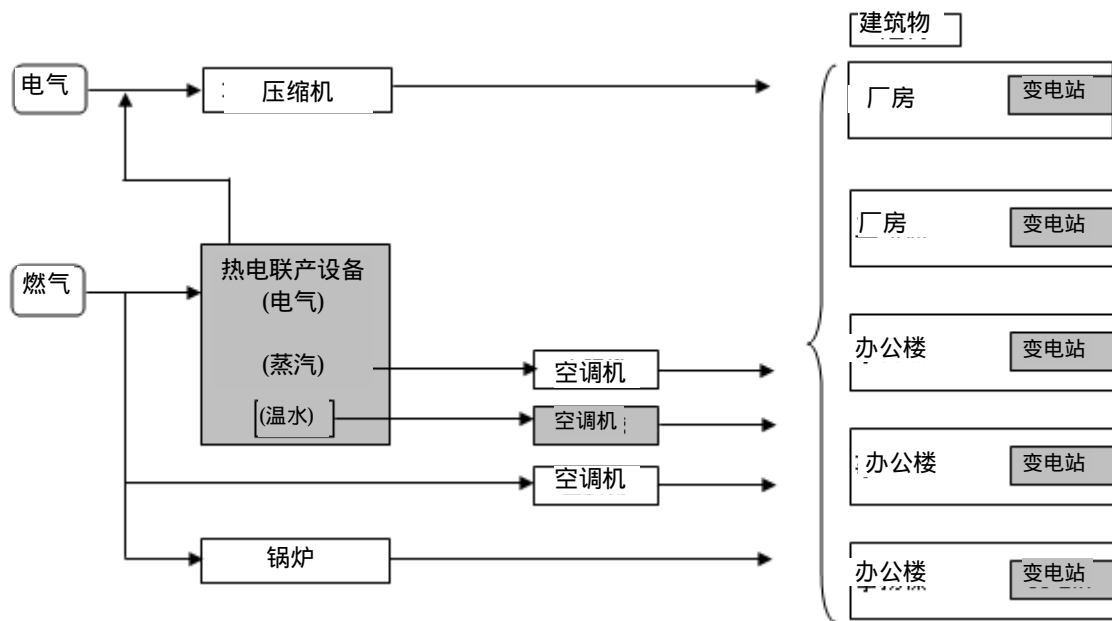 建筑物
电气
压缩机
厂房
变电站
厂房
变电站
燃气
热电联产设备
(电气)
(蒸汽)
(温水)
空调机
空调机
空调机
办公楼
变电站
办公楼
变电站
锅炉
办公楼
变电站